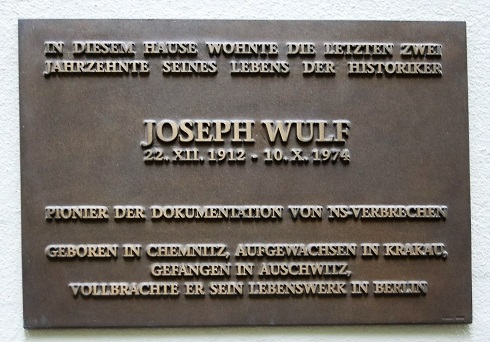 IN DIESEM HAUSE WOHNTE DIE LETZTEN ZWEI
JAHRZEHNTE SEINES LEBENS DER HISTORIKER
JOSEPH WULF
22. XII. 1912 - 10. X. 1974
PIONIER DER DOKUMENTATION VON NS-VERBRECHEN
GEBOREN IN CHEMNITZ, AUFGEWACHSEN IN KRAKAU,
GEFANGEN IN AUSCHWITZ,
VOLLBRACHTE ER SEIN LEBENSWERK IN BERLIN